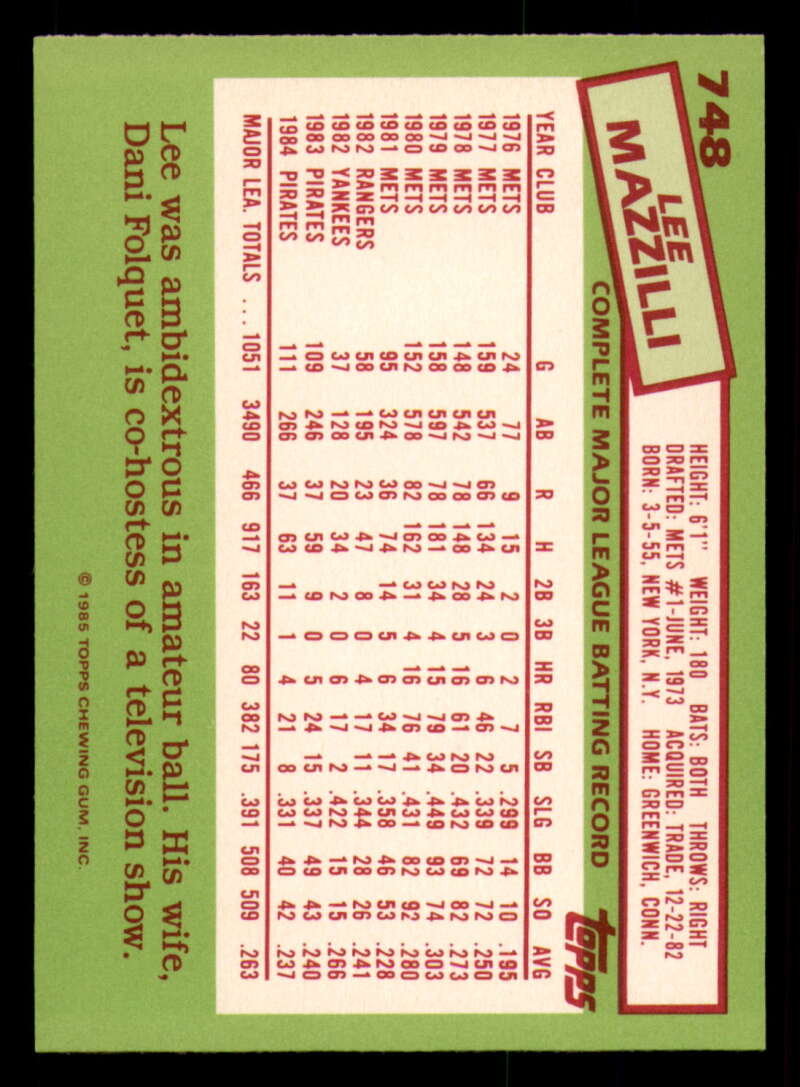 748
LEE
MAZZILLI
HEIGHT: 6'1" WEIGHT: 180 BATS: BOTH THROWS: RIGHT
DRAFTED: METS #1-JUNE, 1973 ACQUIRED: TRADE, 12-22-82
BORN: 3-5-55, NEW YORK, N.Y. HOME: GREENWICH, CONN.
COMPLETE MAJOR LEAGUE BATTING RECORD
topps
YEAR CLUB G AB R H 2B 3B HR RBI SB SLG BB SO AVG
1976 METS 24 77 9 15 2 0 2 7 5 .299 14 10 .195
1977 METS 159 537 66 134 24 3 6 46 22 .339 72 72 .250
1978 METS 148 542 78 148 28 5 16 61 20 .432 69 82 .273
1979 METS 158 597 78 181 34 4 15 79 34 .449 93 74 .303
1980 METS 152 578 82 162 31 4 16 76 41 .431 82 92 .280
1981 METS 95 324 36 74 14 5 6 34 17 .358 46 53 .228
1982 RANGERS 58 195 23 47 8 0 4 17 11 .344 28 26 .241
1982 YANKEES 37 128 20 34 2 0 6 17 2 .422 15 15 .266
1983 PIRATES 109 246 37 59 9 0 5 24 15 .337 49 43 .240
1984 PIRATES 111 266 37 63 11 1 4 21 8 .331 40 42 .237
MAJOR LEA. TOTALS ... 1051 3490 466 917 163 22 80 382 175 .391 508 509 .263
Lee was ambidextrous in amateur ball. His wife,
Dani Folquet, is co-hostess of a television show.
© 1985 TOPPS CHEWING GUM, INC.